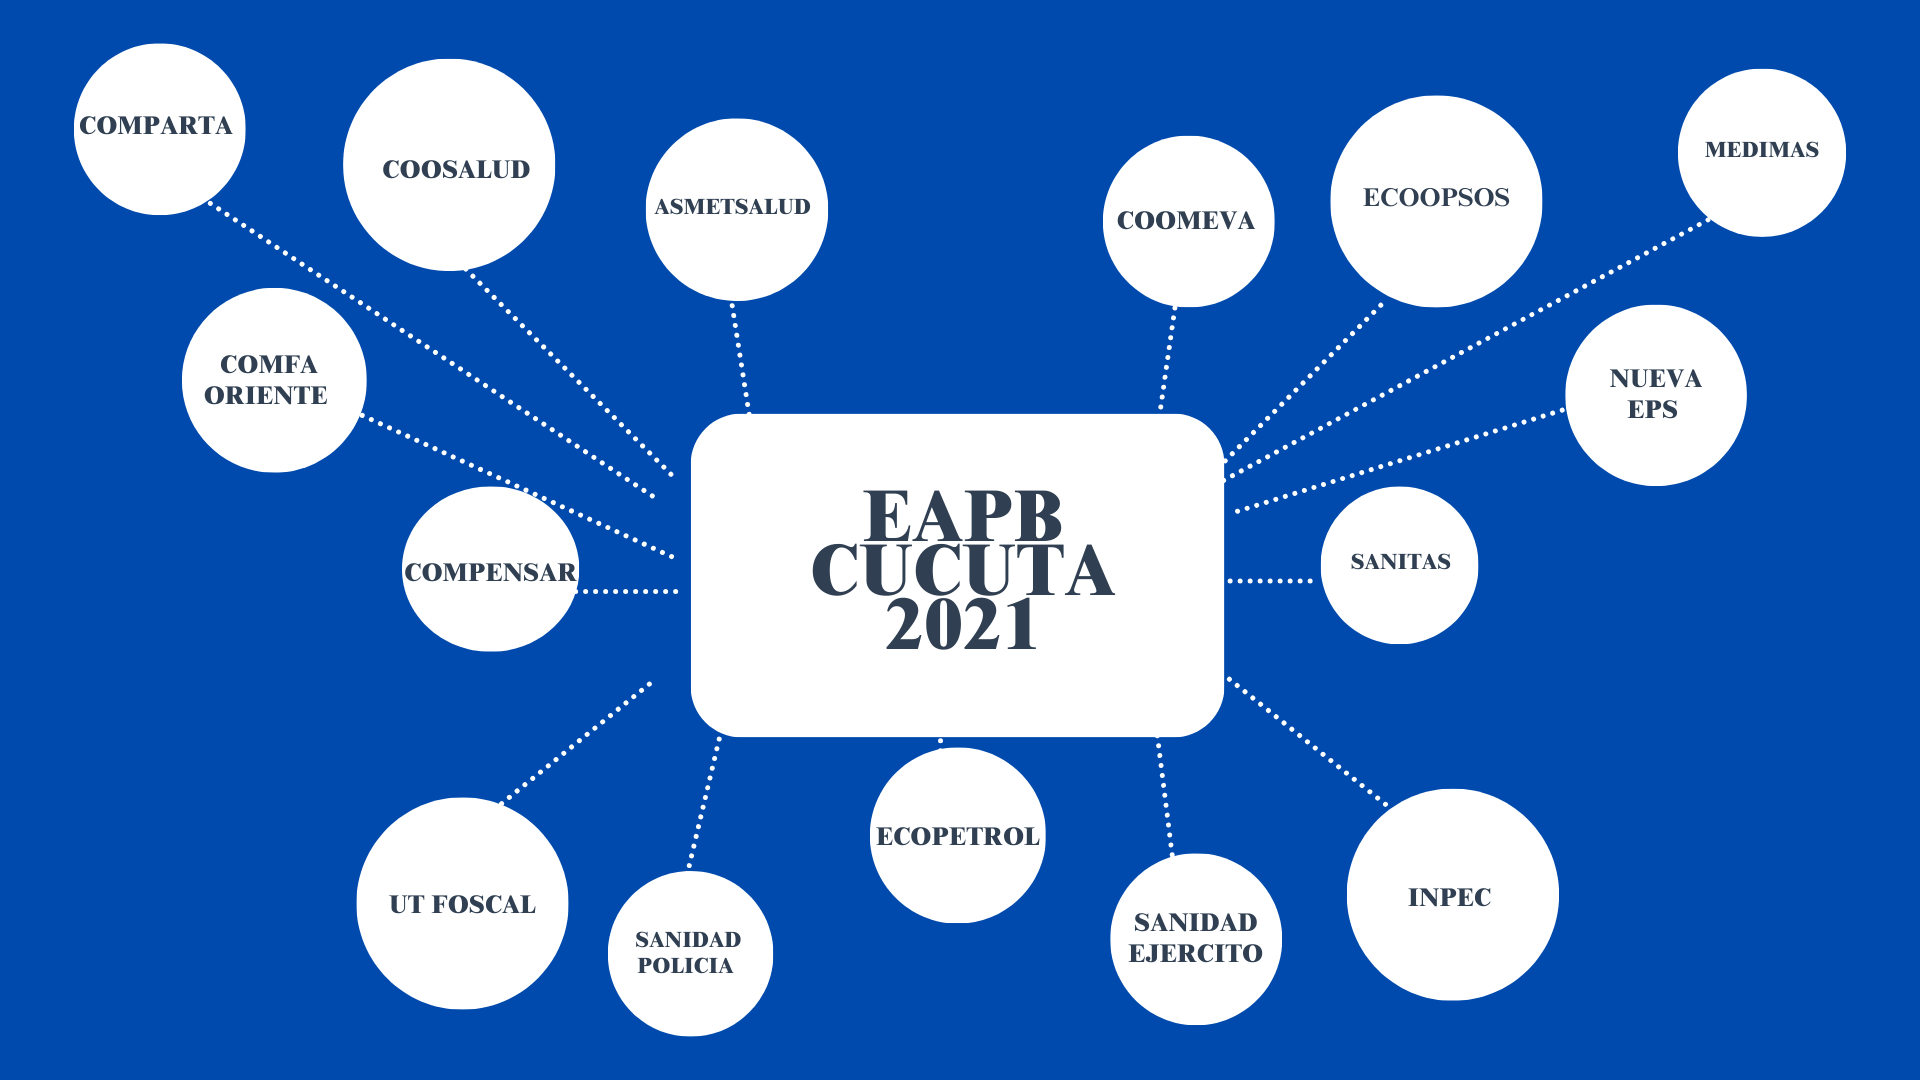 COMPARTA
COOSALUD
ASMETSALUD
COOMEVA
ECOOPSOS
MEDIMAS
COMFA
ORIENTE
NUEVA
EPS
COMPENSAR
EAPB
CUCUTA
2021
SANITAS
UT FOSCAL
SANIDAD
POLICIA
ECOPETROL
SANIDAD
EJERCITO
INPEC